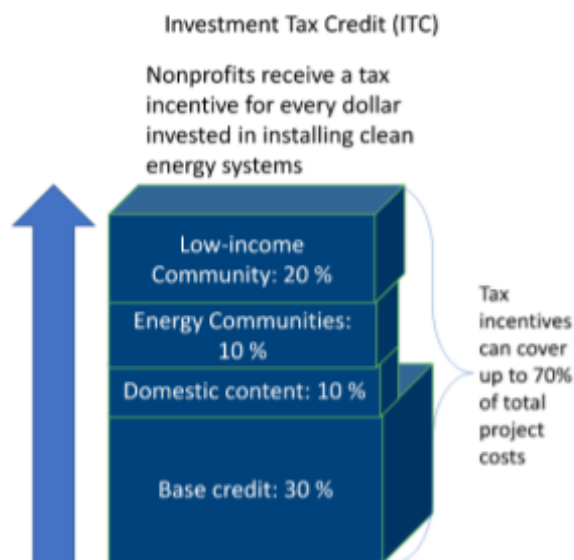 Investment Tax Credit (ITC)
Nonprofits receive a tax
incentive for every dollar
invested in installing clean
energy systems
Low-income
Community: 20 %
Energy Communities:
10 %
Domestic content: 10 %
Base credit: 30 %
Tax
incentives
can cover
up to 70%
of total
project
costs